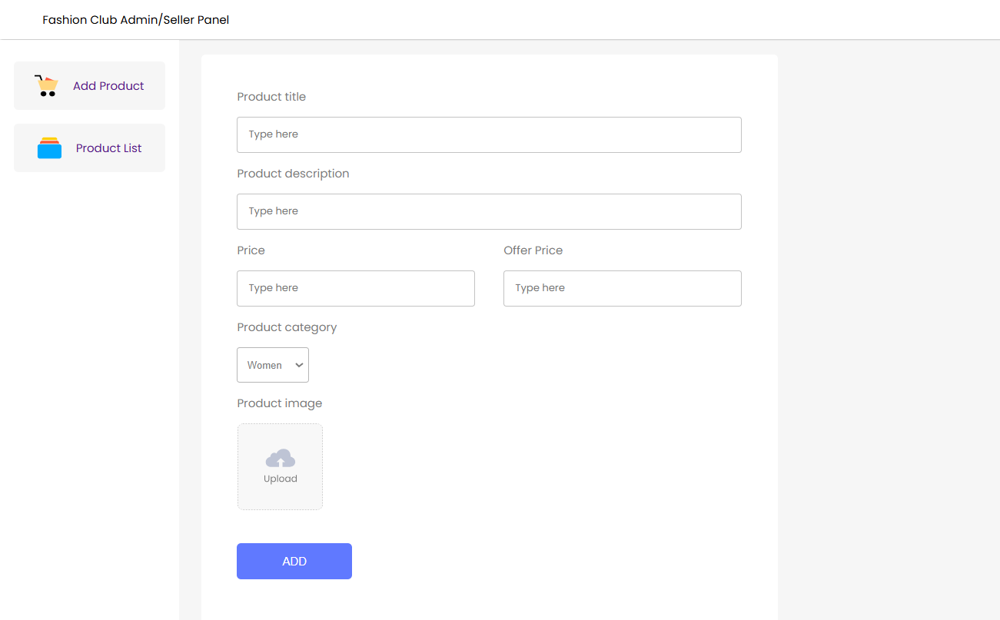 Fashion Club Admin/Seller Panel
Add Product
Product List
Product title
Type here
Product description
Type here
Price
Offer Price
Type here
Type here
Product category
Women
Product image
Upload
ADD